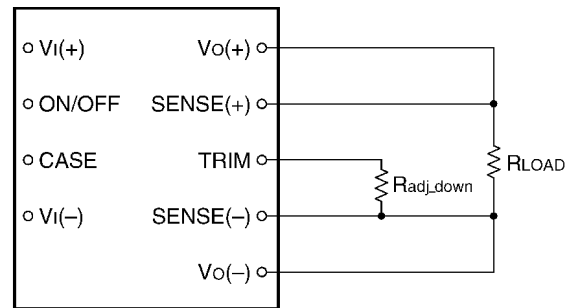 VI(+) VO(+)
ON/OFF SENSE(+)
CASE TRIM
Radj_down
RLOAD
VI(–) SENSE(–)
VO(–)